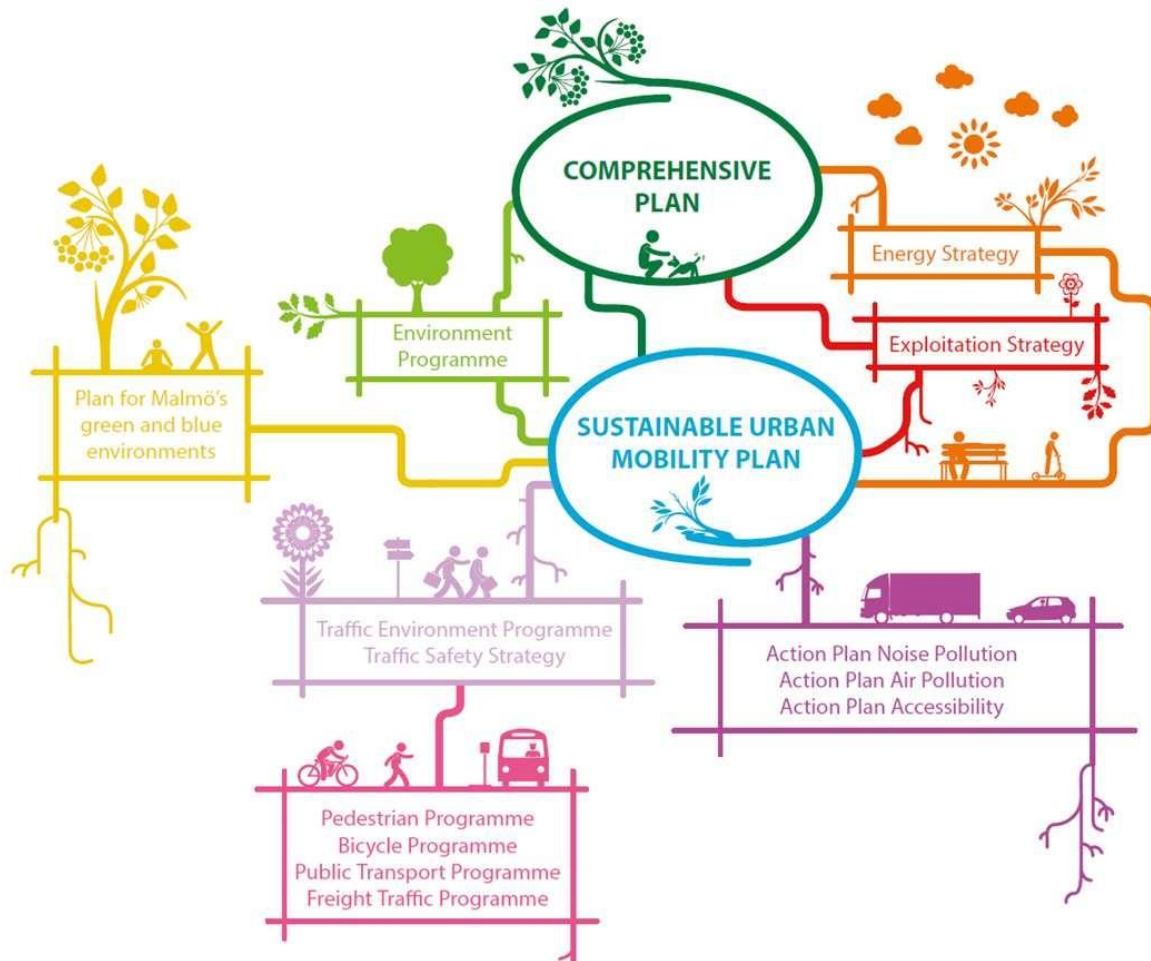 COMPREHENSIVE
PLAN
Energy Strategy
Environment
Programme
Exploitation Strategy
Plan for Malmö's
green and blue
environments
SUSTAINABLE URBAN
MOBILITY PLAN
Traffic Environment Programme
Traffic Safety Strategy
Action Plan Noise Pollution
Action Plan Air Pollution
Action Plan Accessibility
Pedestrian Programme
Bicycle Programme
Public Transport Programme
Freight Traffic Programme